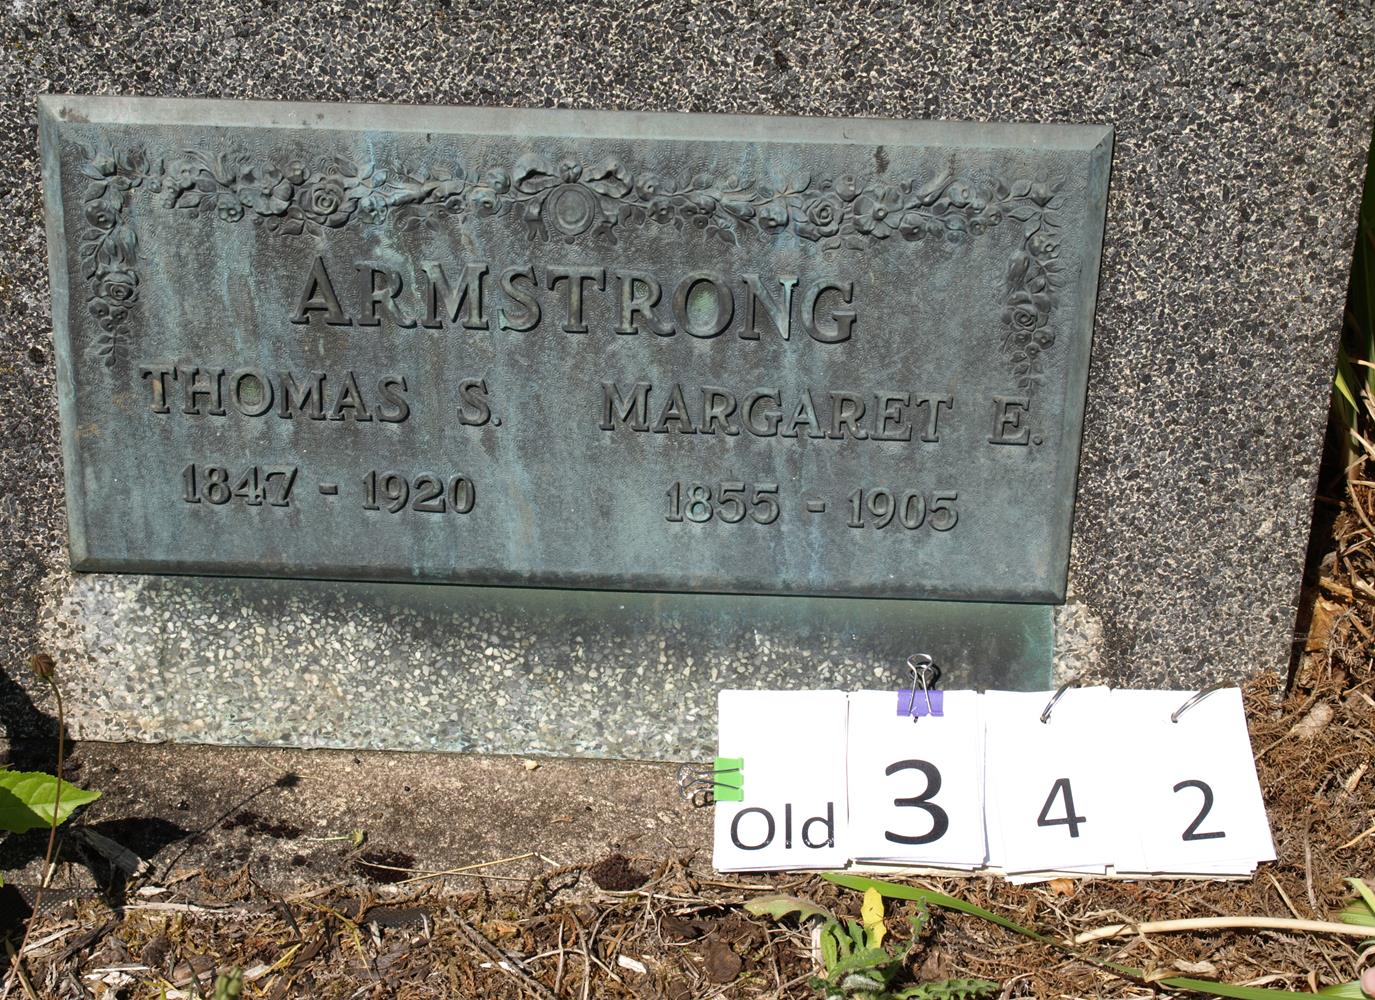 ARMSTRONG
THOMAS S. MARGARET E.
1847 - 1920 1855 - 1905
Old 3 4 2